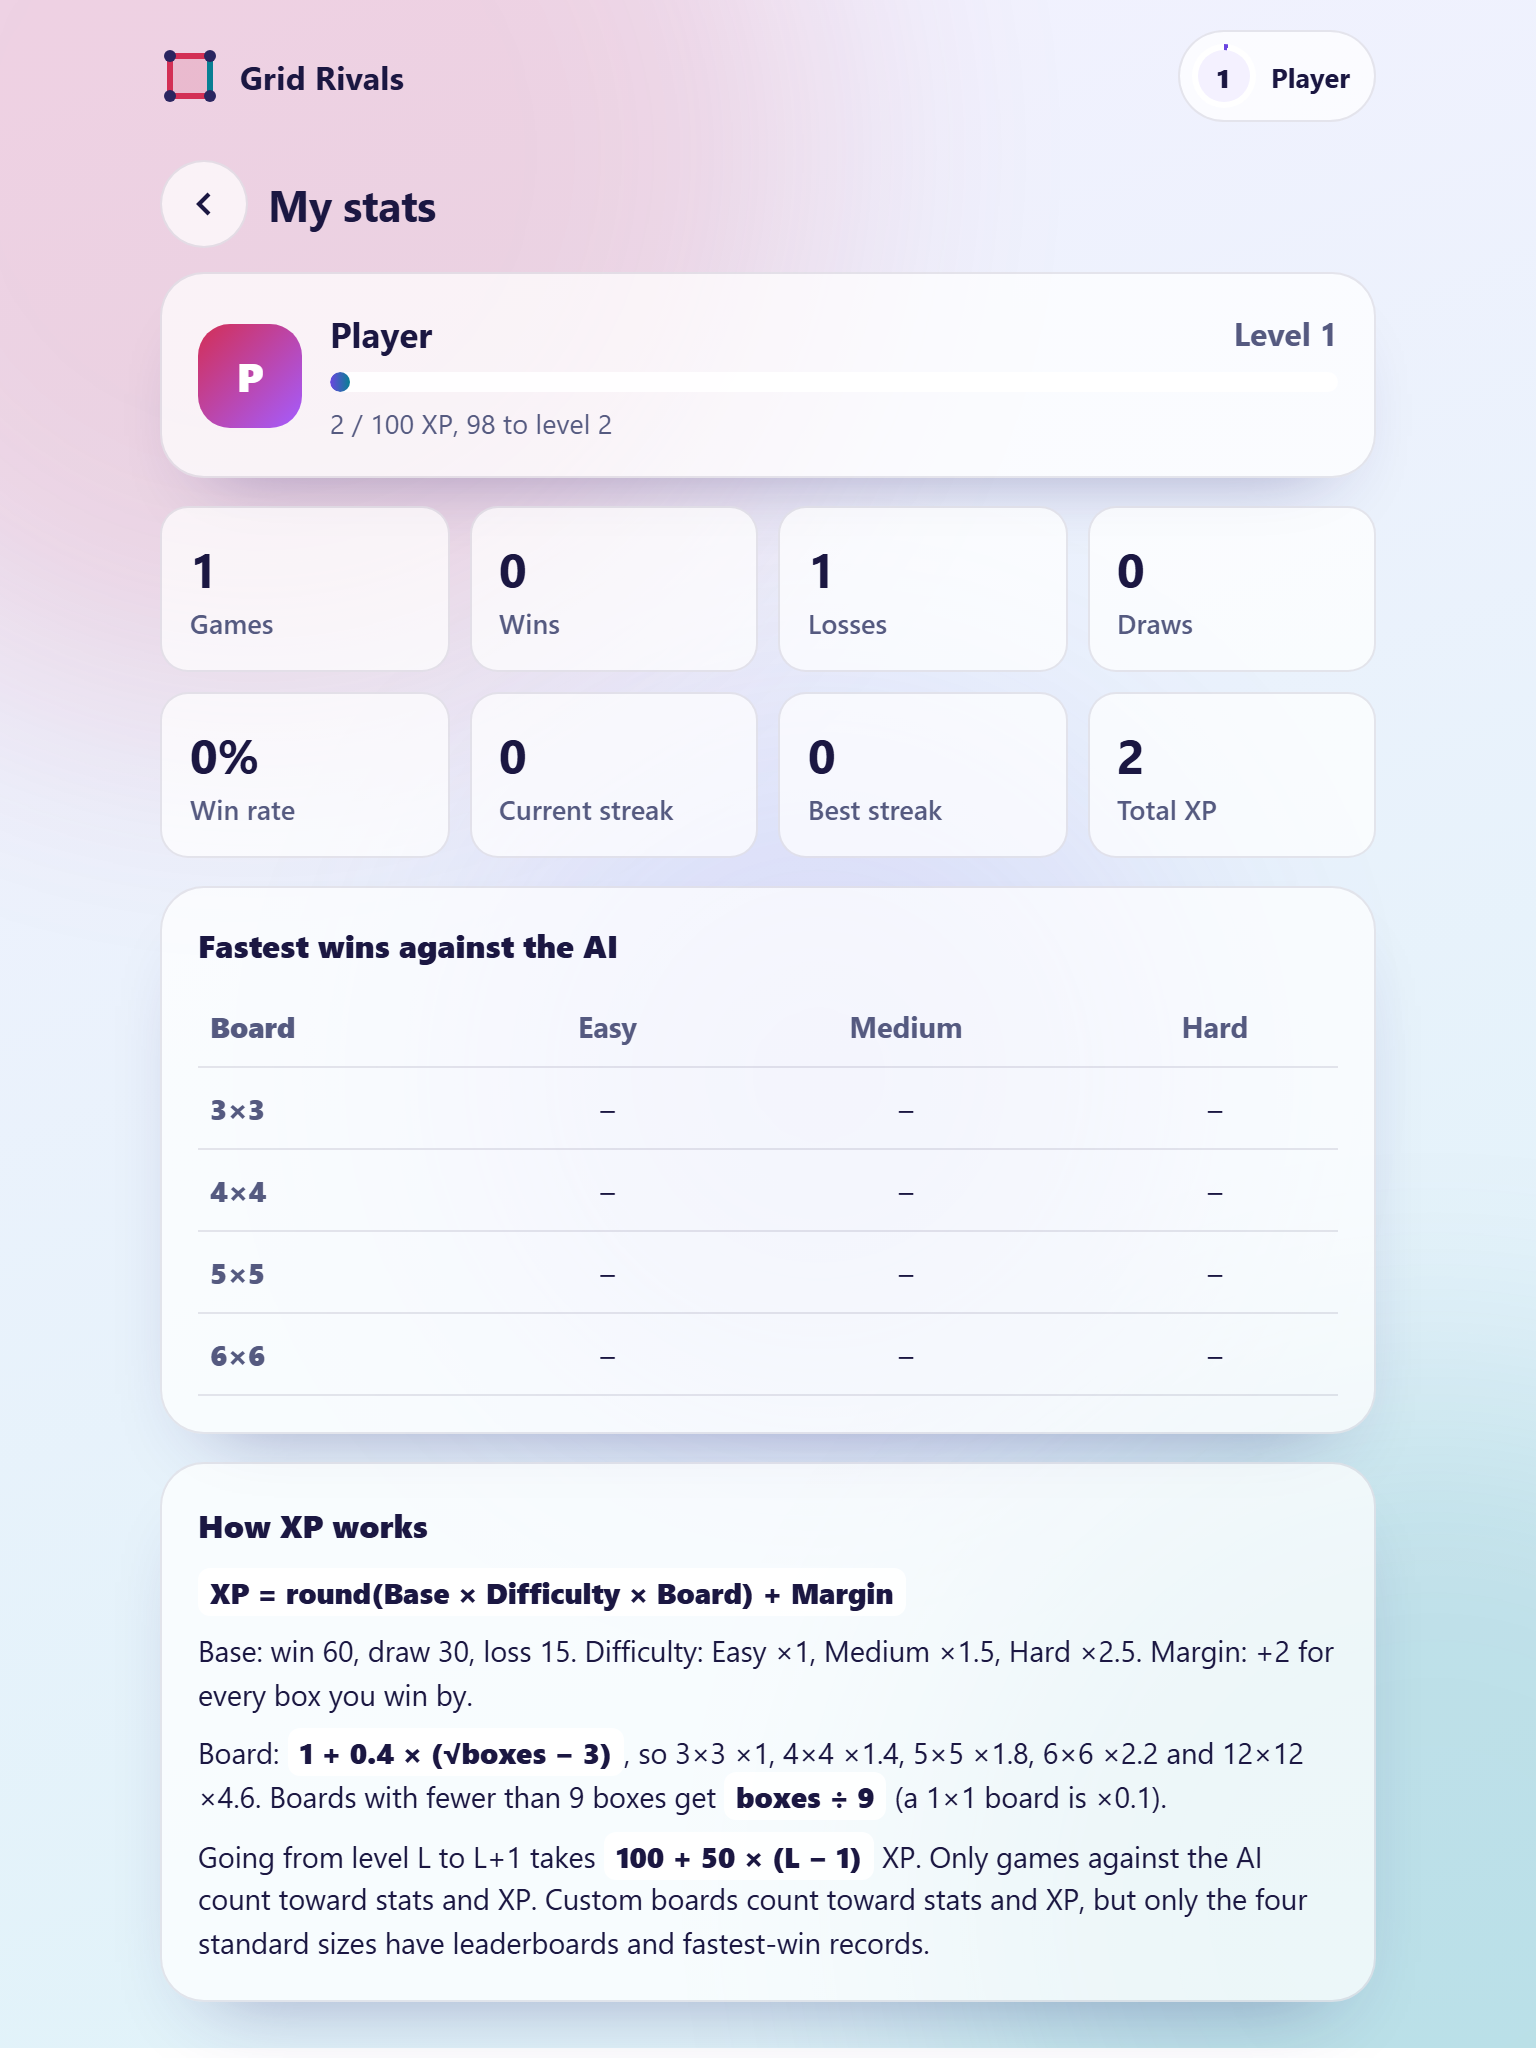 Grid Rivals
1 Player
My stats
P
Player
Level 1
2 / 100 XP, 98 to level 2
1
Games
0
Wins
1
Losses
0
Draws
0%
Win rate
0
Current streak
0
Best streak
2
Total XP
Fastest wins against the AI
Board Easy Medium Hard
3×3 – – –
4×4 – – –
5×5 – – –
6×6 – – –
How XP works
XP = round(Base × Difficulty × Board) + Margin
Base: win 60, draw 30, loss 15. Difficulty: Easy ×1, Medium ×1.5, Hard ×2.5. Margin: +2 for
every box you win by.
Board: 1 + 0.4 × (√boxes − 3) , so 3×3 ×1, 4×4 ×1.4, 5×5 ×1.8, 6×6 ×2.2 and 12×12
×4.6. Boards with fewer than 9 boxes get boxes ÷ 9 (a 1×1 board is ×0.1).
Going from level L to L+1 takes 100 + 50 × (L − 1) XP. Only games against the AI
count toward stats and XP. Custom boards count toward stats and XP, but only the four
standard sizes have leaderboards and fastest-win records.